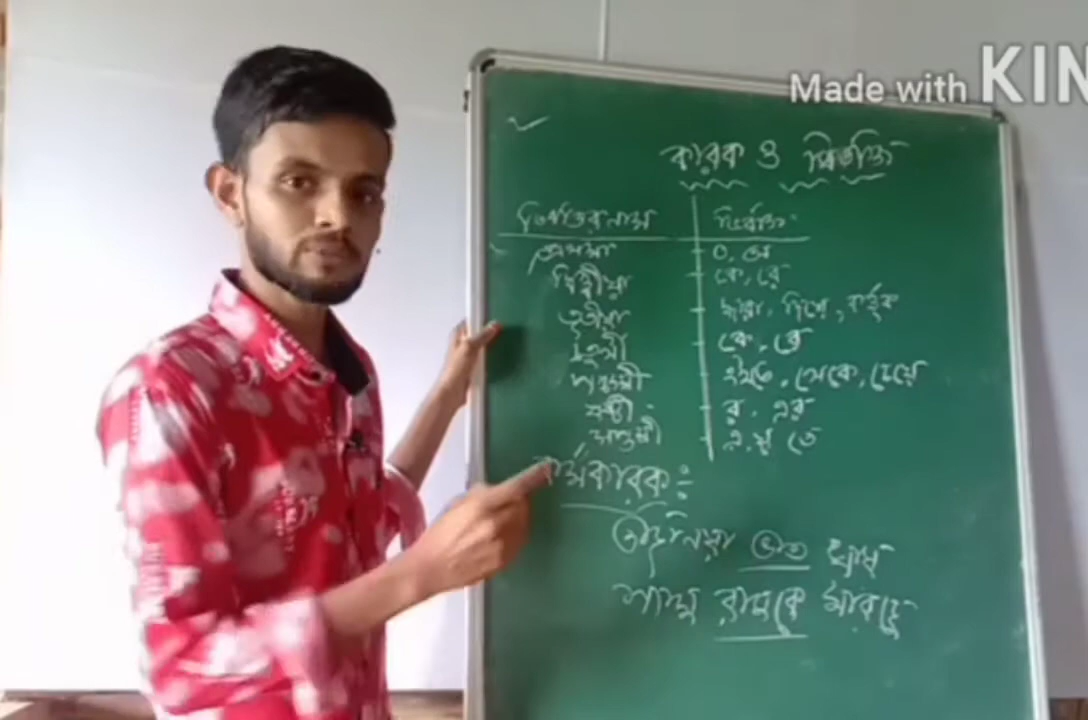 Made with KIN
কারক ও বিভক্তি
বিভক্তির নাম বিভক্তি
প্রথমা - ০, অ
দ্বিতীয়া - কে, রে
তৃতীয়া - দ্বারা, দিয়ে, কর্তৃক
চতুর্থী - কে, রে
পঞ্চমী - হইতে, থেকে, চেয়ে
ষষ্ঠী - র, এর
সপ্তমী - এ, য়, তে
কর্মকারক:
ভাত খায়
শ্যাম রামকে মারছে